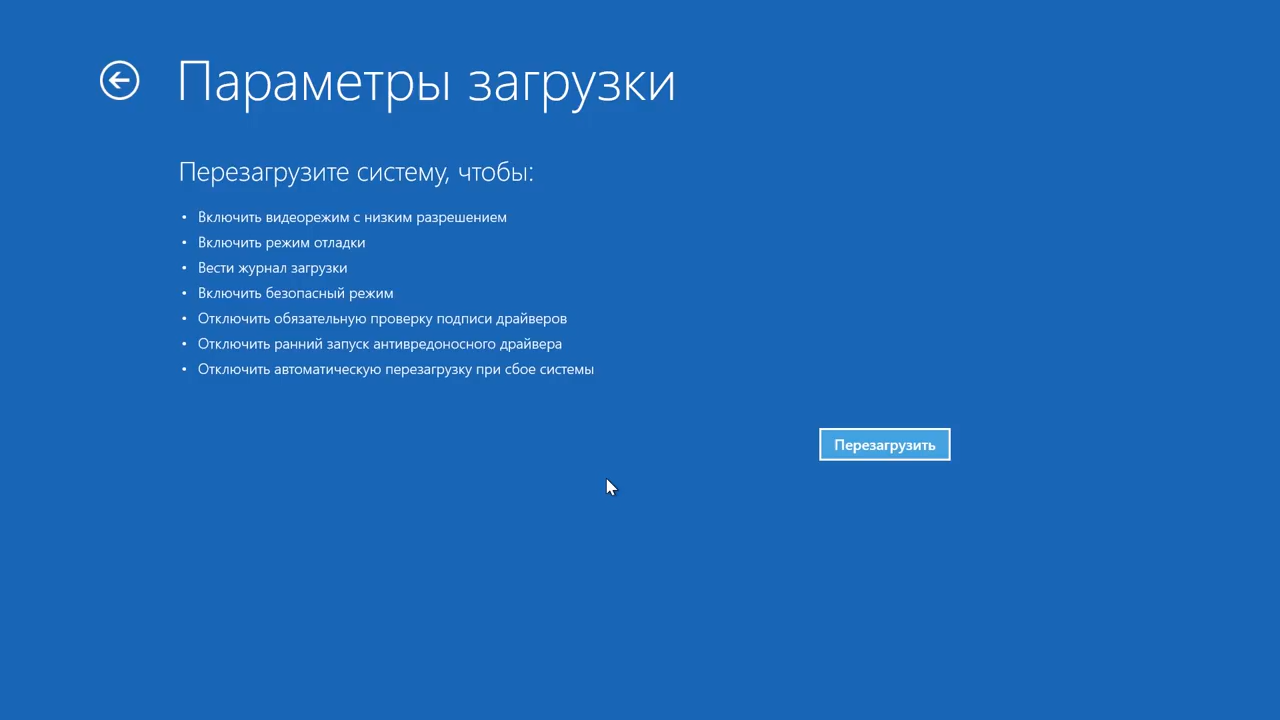 Параметры загрузки
Перезагрузите систему, чтобы:
• Включить видеорежим с низким разрешением
• Включить режим отладки
• Вести журнал загрузки
• Включить безопасный режим
• Отключить обязательную проверку подписи драйверов
• Отключить ранний запуск антивредоносного драйвера
• Отключить автоматическую перезагрузку при сбое системы
Перезагрузить